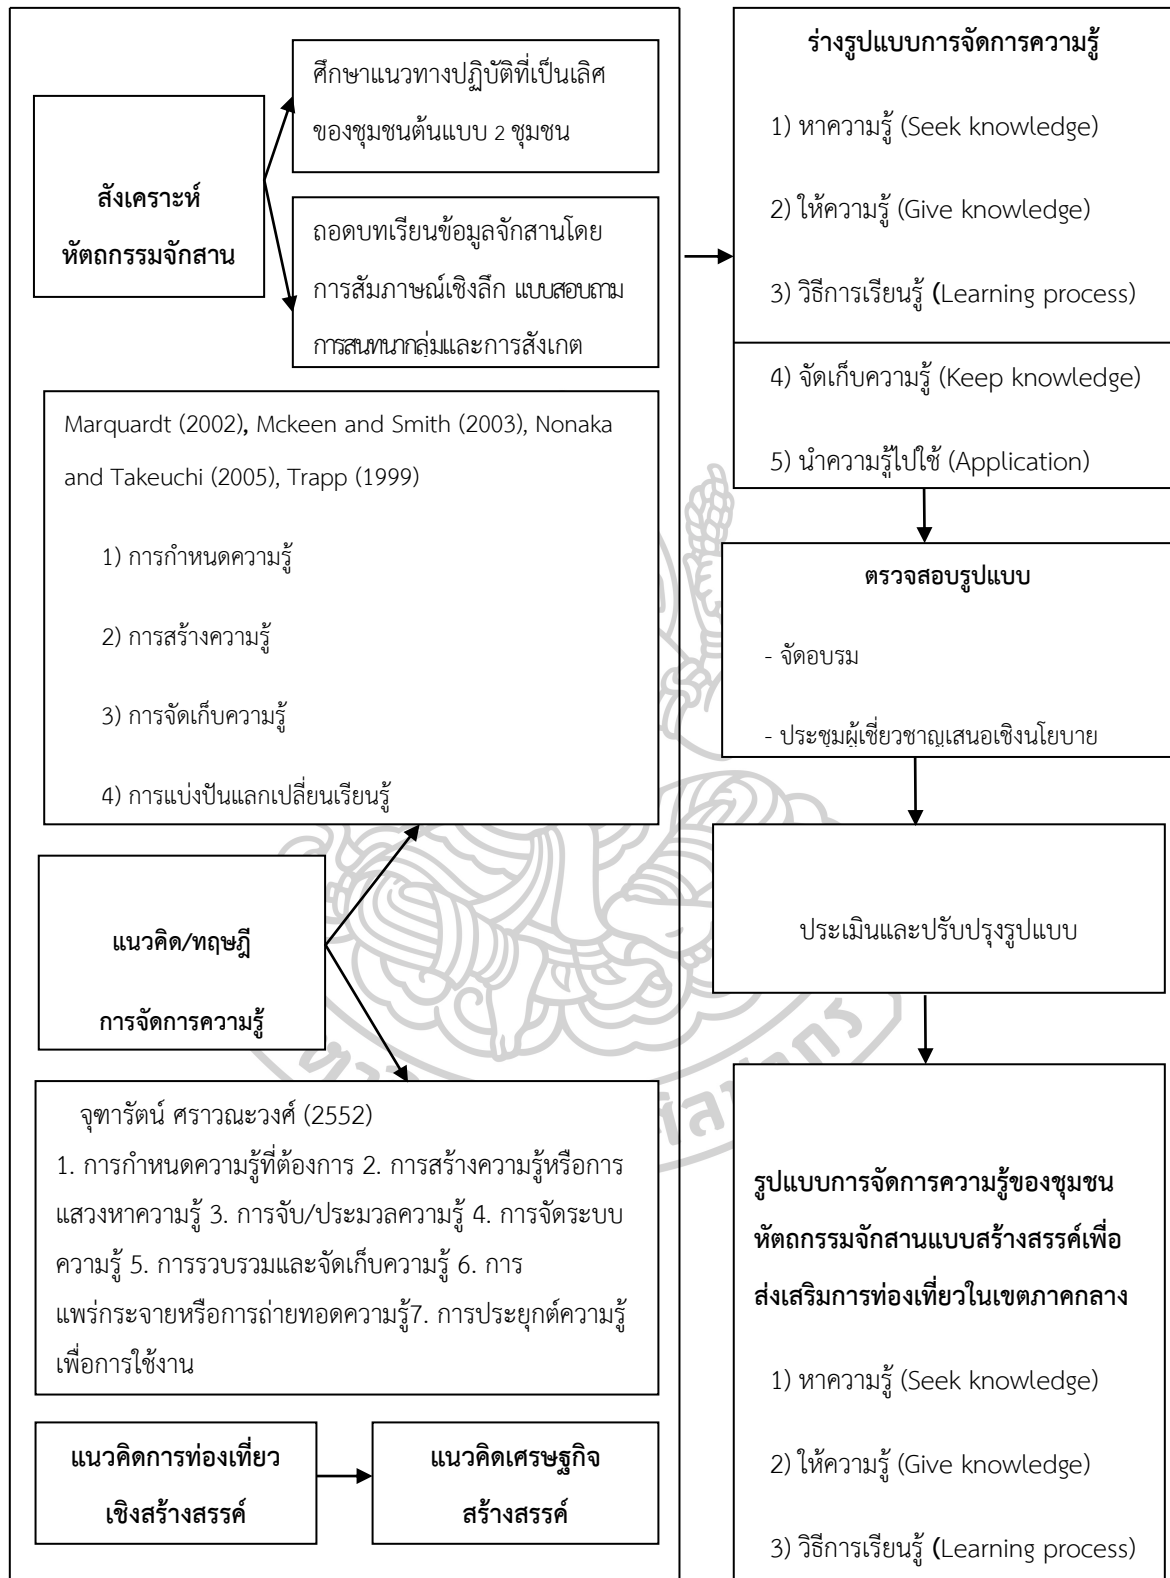 สังเคราะห์
หัตถกรรมจักสาน
ศึกษาแนวทางปฏิบัติที่เป็นเลิศ
ของชุมชนต้นแบบ 2 ชุมชน
ถอดบทเรียนข้อมูลจักสานโดย
การสัมภาษณ์เชิงลึก แบบสอบถาม
การสนทนากลุ่มและการสังเกต
Marquardt (2002), Mckeen and Smith (2003), Nonaka
and Takeuchi (2005), Trapp (1999)
1) การกำหนดความรู้
2) การสร้างความรู้
3) การจัดเก็บความรู้
4) การแบ่งปันแลกเปลี่ยนเรียนรู้
แนวคิด/ทฤษฎี
การจัดการความรู้
จุฑารัตน์ ศราวณะวงศ์ (2552)
1. การกำหนดความรู้ที่ต้องการ 2. การสร้างความรู้หรือการ
แสวงหาความรู้ 3. การจับ/ประมวลความรู้ 4. การจัดระบบ
ความรู้ 5. การรวบรวมและจัดเก็บความรู้ 6. การ
แพร่กระจายหรือการถ่ายทอดความรู้7. การประยุกต์ความรู้
เพื่อการใช้งาน
แนวคิดการท่องเที่ยว
เชิงสร้างสรรค์
แนวคิดเศรษฐกิจ
สร้างสรรค์
ร่างรูปแบบการจัดการความรู้
1) หาความรู้ (Seek knowledge)
2) ให้ความรู้ (Give knowledge)
3) วิธีการเรียนรู้ (Learning process)
4) จัดเก็บความรู้ (Keep knowledge)
5) นำความรู้ไปใช้ (Application)
ตรวจสอบรูปแบบ
- จัดอบรม
- ประชุมผู้เชี่ยวชาญเสนอเชิงนโยบาย
ประเมินและปรับปรุงรูปแบบ
รูปแบบการจัดการความรู้ของชุมชน
หัตถกรรมจักสานแบบสร้างสรรค์เพื่อ
ส่งเสริมการท่องเที่ยวในเขตภาคกลาง
1) หาความรู้ (Seek knowledge)
2) ให้ความรู้ (Give knowledge)
3) วิธีการเรียนรู้ (Learning process)